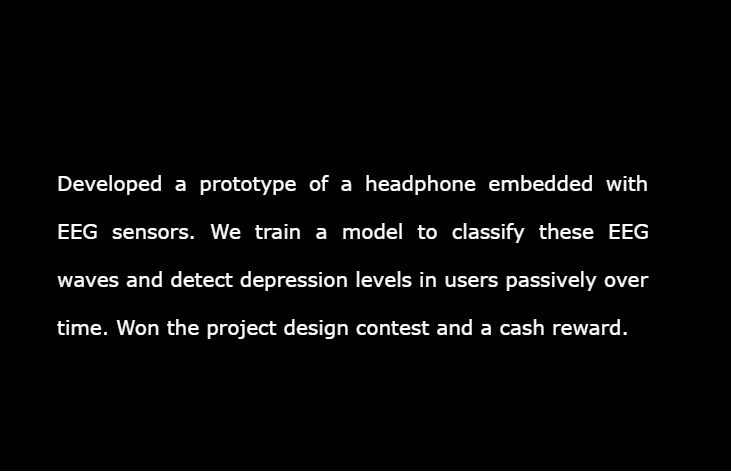 Developed a prototype of a headphone embedded with
EEG sensors. We train a model to classify these EEG
waves and detect depression levels in users passively over
time. Won the project design contest and a cash reward.